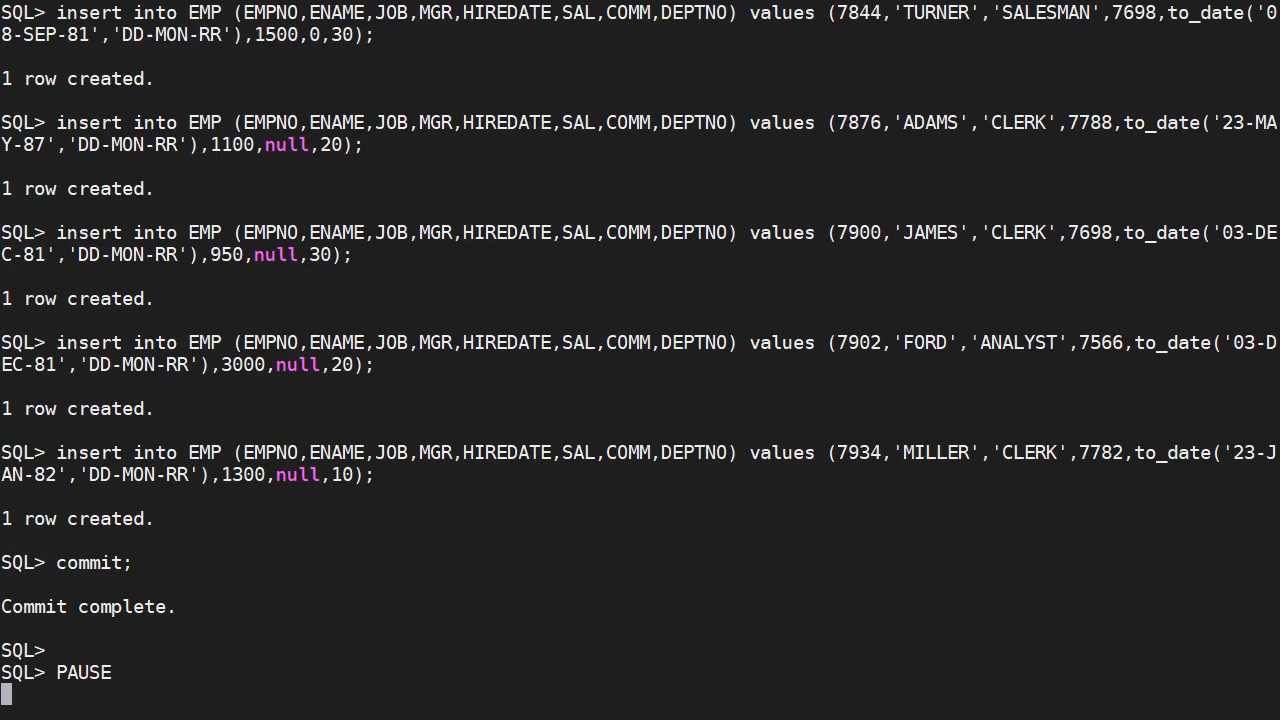 SQL> insert into EMP (EMPNO,ENAME,JOB,MGR,HIREDATE,SAL,COMM,DEPTNO) values (7844,'TURNER','SALESMAN',7698,to_date('0
8-SEP-81','DD-MON-RR'),1500,0,30);
1 row created.
SQL> insert into EMP (EMPNO,ENAME,JOB,MGR,HIREDATE,SAL,COMM,DEPTNO) values (7876,'ADAMS','CLERK',7788,to_date('23-MA
Y-87','DD-MON-RR'),1100,null,20);
1 row created.
SQL> insert into EMP (EMPNO,ENAME,JOB,MGR,HIREDATE,SAL,COMM,DEPTNO) values (7900,'JAMES','CLERK',7698,to_date('03-DE
C-81','DD-MON-RR'),950,null,30);
1 row created.
SQL> insert into EMP (EMPNO,ENAME,JOB,MGR,HIREDATE,SAL,COMM,DEPTNO) values (7902,'FORD','ANALYST',7566,to_date('03-D
EC-81','DD-MON-RR'),3000,null,20);
1 row created.
SQL> insert into EMP (EMPNO,ENAME,JOB,MGR,HIREDATE,SAL,COMM,DEPTNO) values (7934,'MILLER','CLERK',7782,to_date('23-J
AN-82','DD-MON-RR'),1300,null,10);
1 row created.
SQL> commit;
Commit complete.
SQL>
SQL> PAUSE